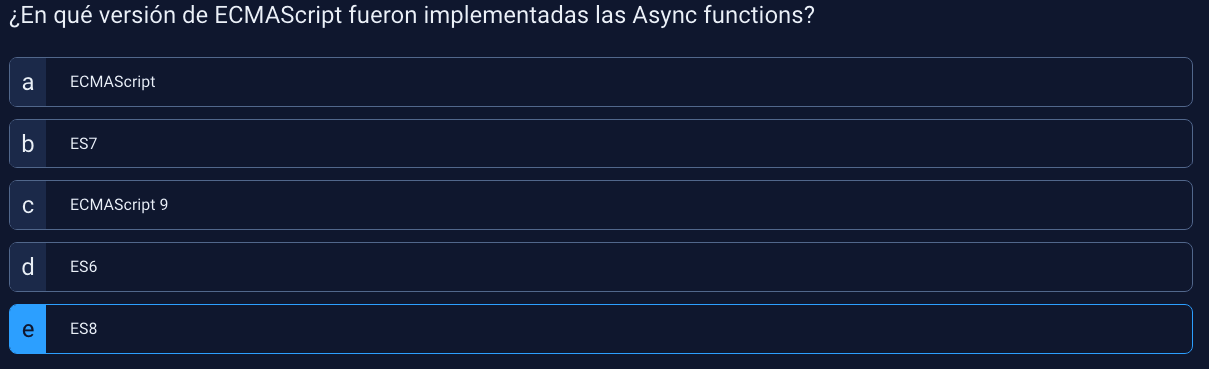 ¿En qué versión de ECMAScript fueron implementadas las Async functions?
a ECMAScript
b ES7
c ECMAScript 9
d ES6
e ES8